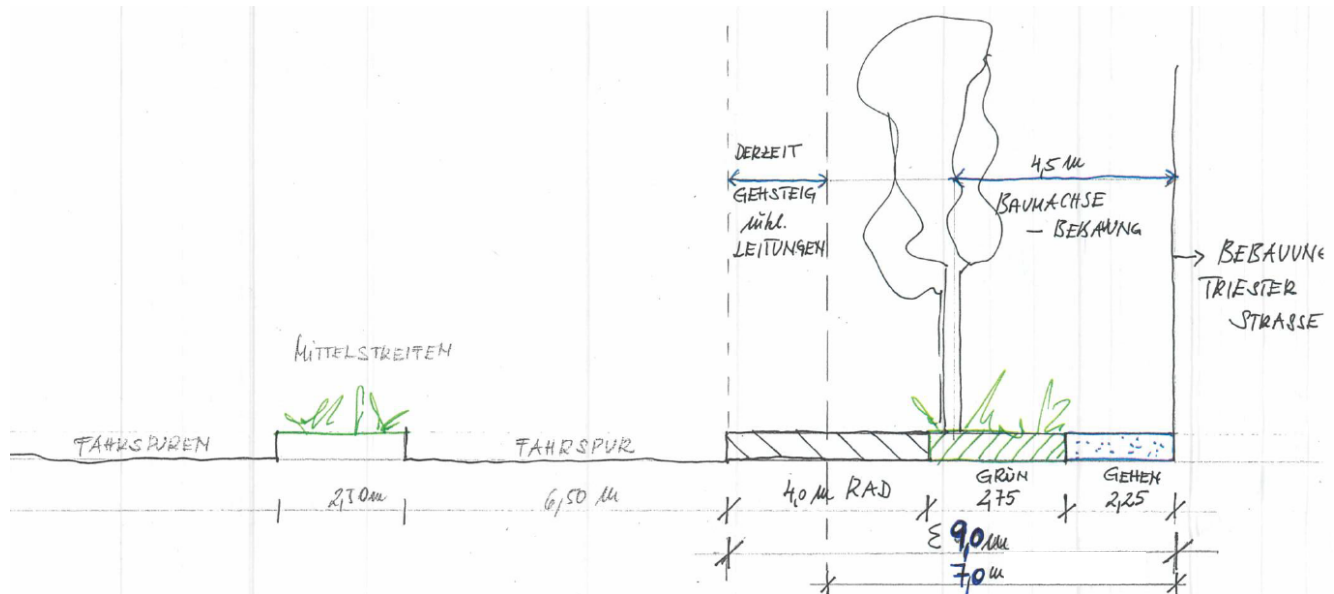 DERZEIT
GEHSTEIG
inkl.
LEITUNGEN
4,5 m
BAUMACHSE
— BEBAUUNG
BEBAUUNG
TRIESTER
STRASSE
MITTELSTREIFEN
FAHRSPUREN
FAHRSPUR
2,30m
6,50 m
4,0 m RAD
GRÜN
2,75
GEHEN
2,25
Σ 9,0 m
7,0 m